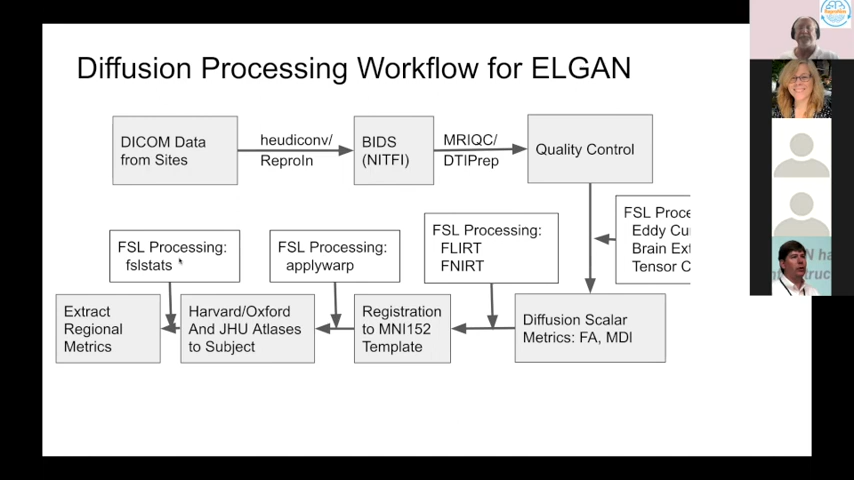 Diffusion Processing Workflow for ELGAN
DICOM Data
from Sites
heudiconv/
ReproIn
BIDS
(NITFI)
MRIQC/
DTIPrep
Quality Control
FSL Processing:
fslstats
FSL Processing:
applywarp
FSL Processing:
FLIRT
FNIRT
FSL Proce
Eddy Cu
Brain Ext
Tensor C
Extract
Regional
Metrics
Harvard/Oxford
And JHU Atlases
to Subject
Registration
to MNI152
Template
Diffusion Scalar
Metrics: FA, MDI